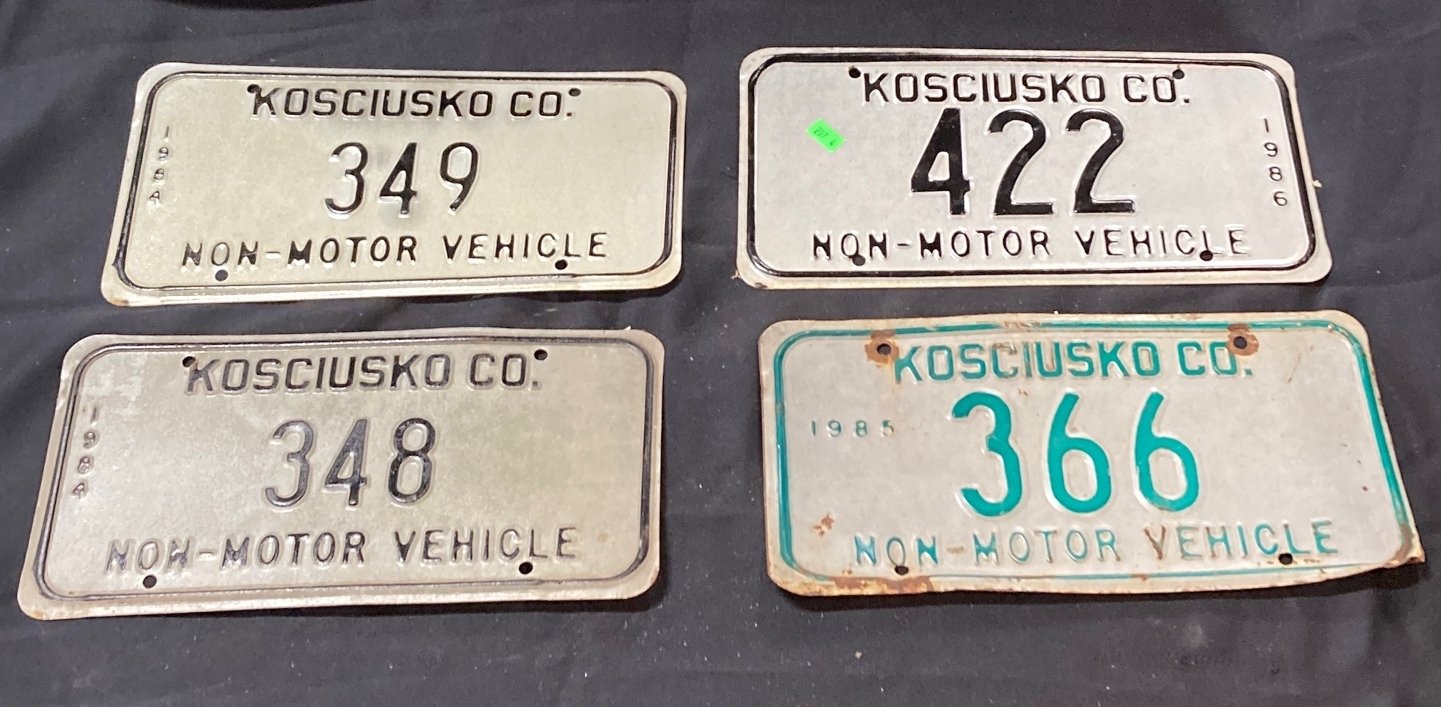 KOSCIUSKO CO.
1984
349
NON-MOTOR VEHICLE
KOSCIUSKO CO.
422
1986
NON-MOTOR VEHICLE
KOSCIUSKO CO.
1984
348
NON-MOTOR VEHICLE
KOSCIUSKO CO.
1985
366
NON-MOTOR VEHICLE